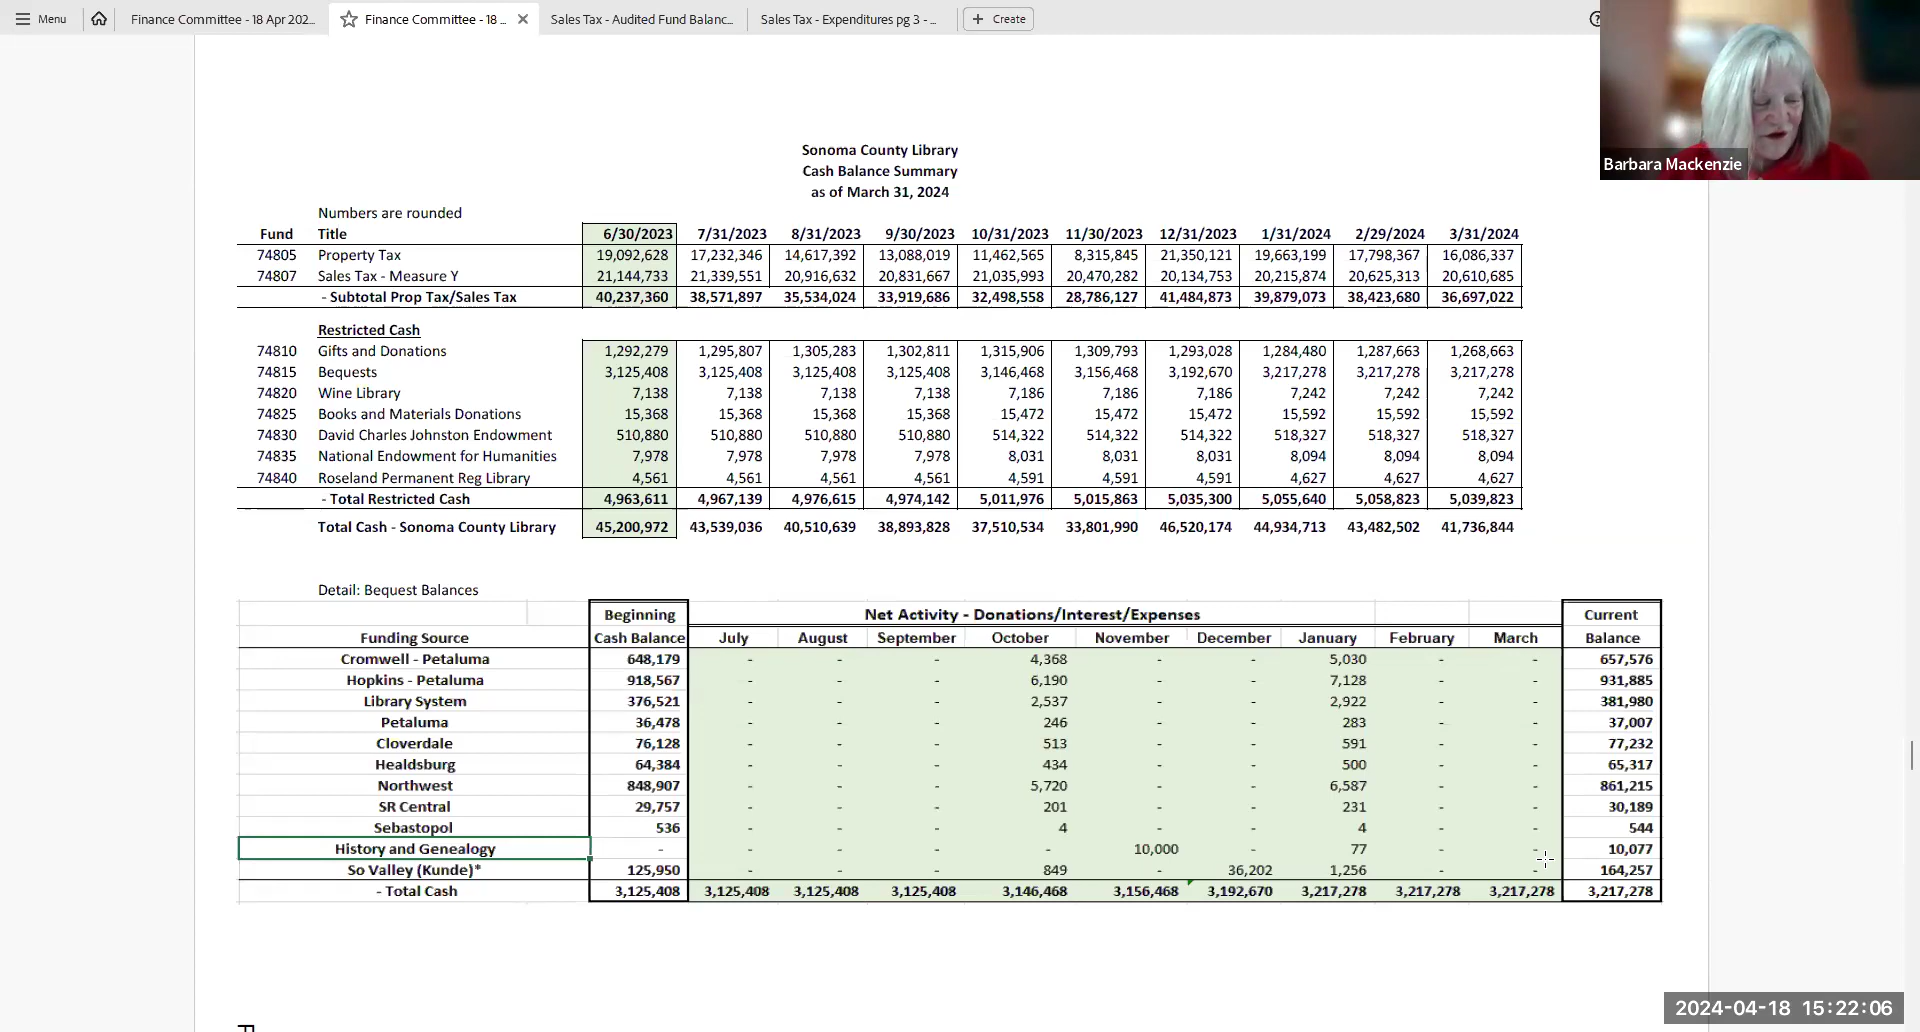 Menu Finance Committee - 18 Apr 202... Finance Committee - 18 ... Sales Tax - Audited Fund Balanc... Sales Tax - Expenditures pg 3 - ... + Create
Barbara Mackenzie
Sonoma County Library
Cash Balance Summary
as of March 31, 2024
Numbers are rounded
Fund Title 6/30/2023 7/31/2023 8/31/2023 9/30/2023 10/31/2023 11/30/2023 12/31/2023 1/31/2024 2/29/2024 3/31/2024
74805 Property Tax 19,092,628 17,232,346 14,617,392 13,088,019 11,462,565 8,315,845 21,350,121 19,663,199 17,798,367 16,086,337
74807 Sales Tax - Measure Y 21,144,733 21,339,551 20,916,632 20,831,667 21,035,993 20,470,282 20,134,753 20,215,874 20,625,313 20,610,685
- Subtotal Prop Tax/Sales Tax 40,237,360 38,571,897 35,534,024 33,919,686 32,498,558 28,786,127 41,484,873 39,879,073 38,423,680 36,697,022
Restricted Cash
74810 Gifts and Donations 1,292,279 1,295,807 1,305,283 1,302,811 1,315,906 1,309,793 1,293,028 1,284,480 1,287,663 1,268,663
74815 Bequests 3,125,408 3,125,408 3,125,408 3,125,408 3,146,468 3,156,468 3,192,670 3,217,278 3,217,278 3,217,278
74820 Wine Library 7,138 7,138 7,138 7,138 7,186 7,186 7,186 7,242 7,242 7,242
74825 Books and Materials Donations 15,368 15,368 15,368 15,368 15,472 15,472 15,472 15,592 15,592 15,592
74830 David Charles Johnston Endowment 510,880 510,880 510,880 510,880 514,322 514,322 514,322 518,327 518,327 518,327
74835 National Endowment for Humanities 7,978 7,978 7,978 7,978 8,031 8,031 8,031 8,094 8,094 8,094
74840 Roseland Permanent Reg Library 4,561 4,561 4,561 4,561 4,591 4,591 4,591 4,627 4,627 4,627
- Total Restricted Cash 4,963,611 4,967,139 4,976,615 4,974,142 5,011,976 5,015,863 5,035,300 5,055,640 5,058,823 5,039,823
Total Cash - Sonoma County Library 45,200,972 43,539,036 40,510,639 38,893,828 37,510,534 33,801,990 46,520,174 44,934,713 43,482,502 41,736,844
Detail: Bequest Balances
Beginning Net Activity - Donations/Interest/Expenses Current
Funding Source Cash Balance July August September October November December January February March Balance
Cromwell - Petaluma 648,179 - - - 4,368 - - 5,030 - - 657,576
Hopkins - Petaluma 918,567 - - - 6,190 - - 7,128 - - 931,885
Library System 376,521 - - - 2,537 - - 2,922 - - 381,980
Petaluma 36,478 - - - 246 - - 283 - - 37,007
Cloverdale 76,128 - - - 513 - - 591 - - 77,232
Healdsburg 64,384 - - - 434 - - 500 - - 65,317
Northwest 848,907 - - - 5,720 - - 6,587 - - 861,215
SR Central 29,757 - - - 201 - - 231 - - 30,189
Sebastopol 536 - - - 4 - - 4 - - 544
History and Genealogy - - - - - 10,000 - 77 - - 10,077
So Valley (Kunde)* 125,950 - - - 849 - 36,202 1,256 - - 164,257
- Total Cash 3,125,408 3,125,408 3,125,408 3,125,408 3,146,468 3,156,468 3,192,670 3,217,278 3,217,278 3,217,278 3,217,278
2024-04-18 15:22:06